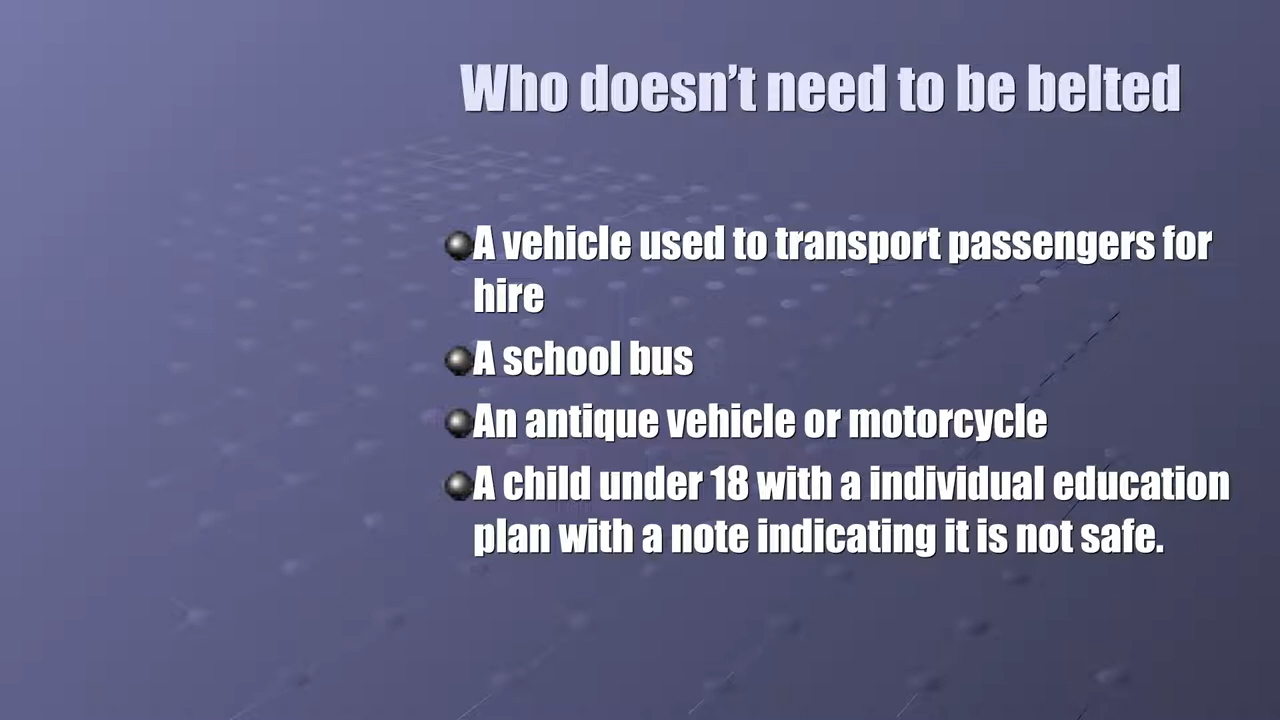 Who doesn’t need to be belted
A vehicle used to transport passengers for
hire
A school bus
An antique vehicle or motorcycle
A child under 18 with a individual education
plan with a note indicating it is not safe.